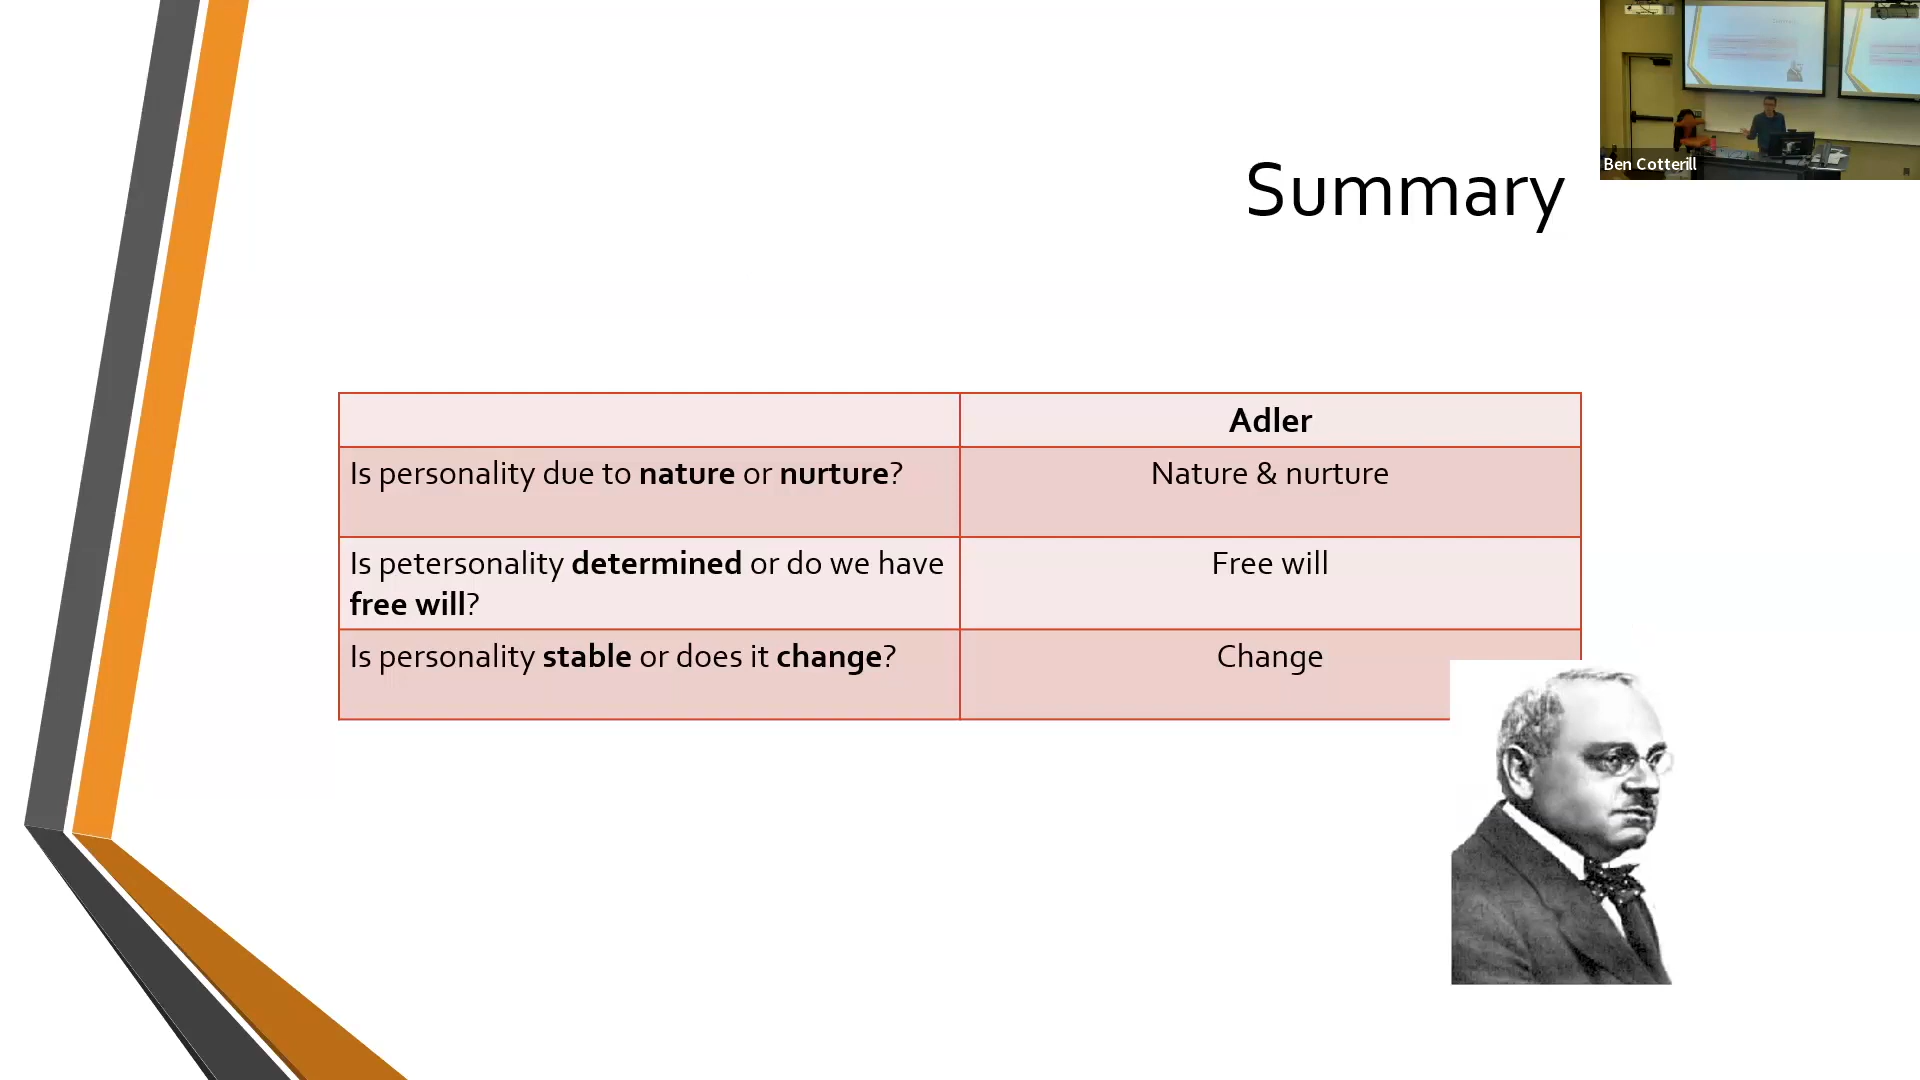 Ben Cotterill
Summary
Adler
Is personality due to nature or nurture?
Nature & nurture
Is petersonality determined or do we have
free will?
Free will
Is personality stable or does it change?
Change